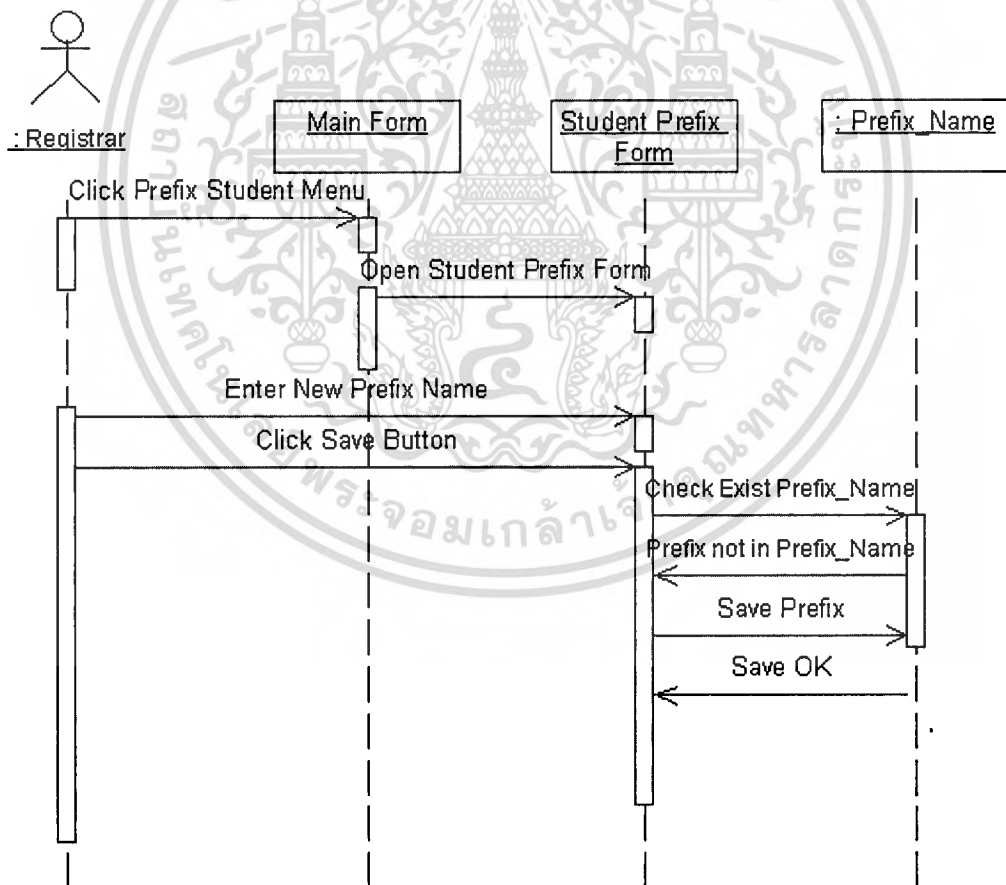 : Registrar
Main Form
Student Prefix
Form
: Prefix_Name
Click Prefix Student Menu
Open Student Prefix Form
Enter New Prefix Name
Click Save Button
Check Exist Prefix_Name
Prefix not in Prefix_Name
Save Prefix
Save OK